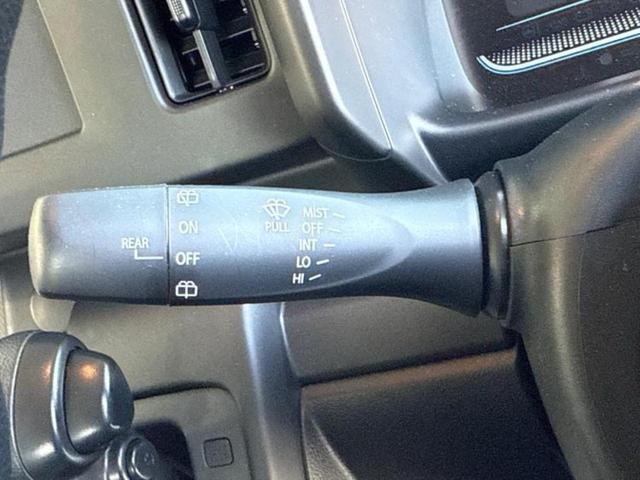 REAR
ON
OFF
PULL
MIST
OFF
INT
LO
HI